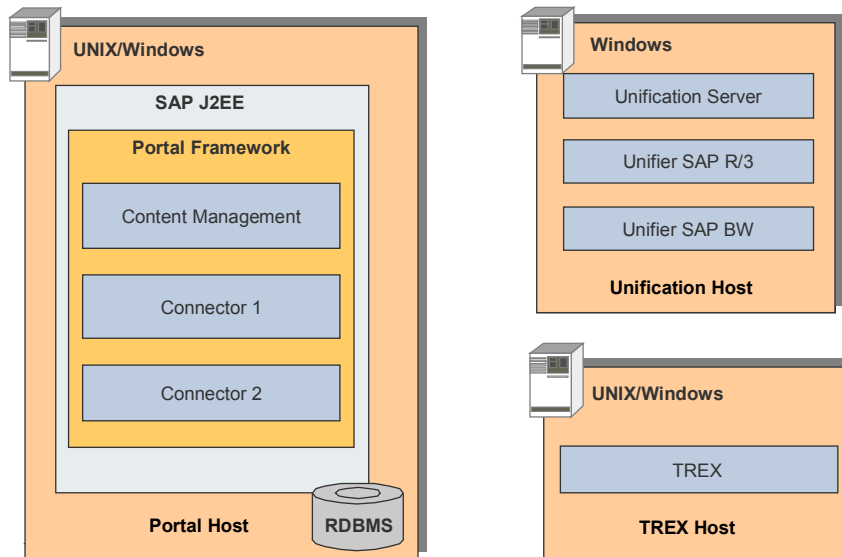 UNIX/Windows
SAP J2EE
Portal Framework
Content Management
Connector 1
Connector 2
Portal Host
RDBMS
Windows
Unification Server
Unifier SAP R/3
Unifier SAP BW
Unification Host
UNIX/Windows
TREX
TREX Host